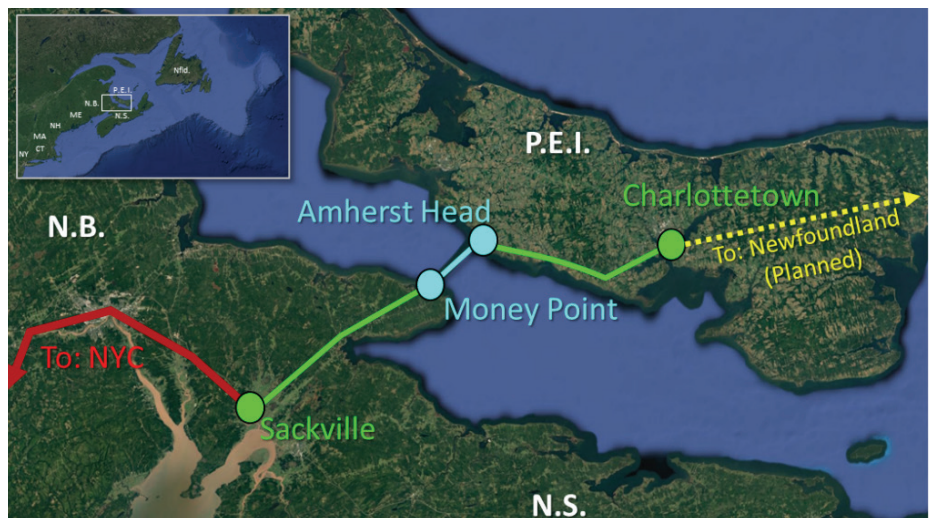 Nfld.
P.E.I.
N.B.
N.S.
ME
NH
MA
CT
NY
P.E.I.
Charlottetown
Amherst Head
N.B.
To: Newfoundland
(Planned)
Money Point
To: NYC
Sackville
N.S.